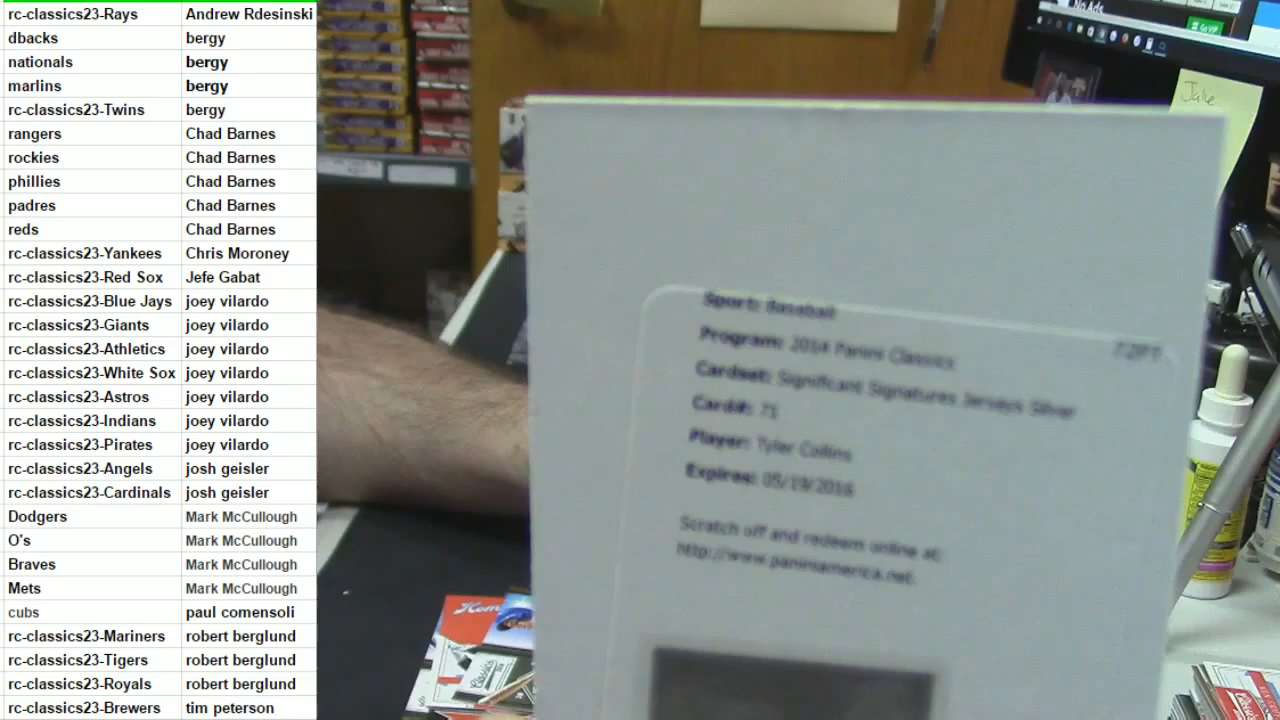 rc-classics23-Rays Andrew Rdesinski
dbacks bergy
nationals bergy
marlins bergy
rc-classics23-Twins bergy
rangers Chad Barnes
rockies Chad Barnes
phillies Chad Barnes
padres Chad Barnes
reds Chad Barnes
rc-classics23-Yankees Chris Moroney
rc-classics23-Red Sox Jefe Gabat
rc-classics23-Blue Jays joey vilardo
rc-classics23-Giants joey vilardo
rc-classics23-Athletics joey vilardo
rc-classics23-White Sox joey vilardo
rc-classics23-Astros joey vilardo
rc-classics23-Indians joey vilardo
rc-classics23-Pirates joey vilardo
rc-classics23-Angels josh geisler
rc-classics23-Cardinals josh geisler
Dodgers Mark McCullough
O's Mark McCullough
Braves Mark McCullough
Mets Mark McCullough
cubs paul comensoli
rc-classics23-Mariners robert berglund
rc-classics23-Tigers robert berglund
rc-classics23-Royals robert berglund
rc-classics23-Brewers tim peterson
No Ads
Go VIP
Julie
Sport: Baseball
Program: 2014 Panini Classics
Cardset: Significant Signatures Jerseys Silver
Card#: 71
Player: Tyler Collins
Expires: 05/19/2016
Scratch off and redeem online at:
http://www.paniniamerica.net.
Classics